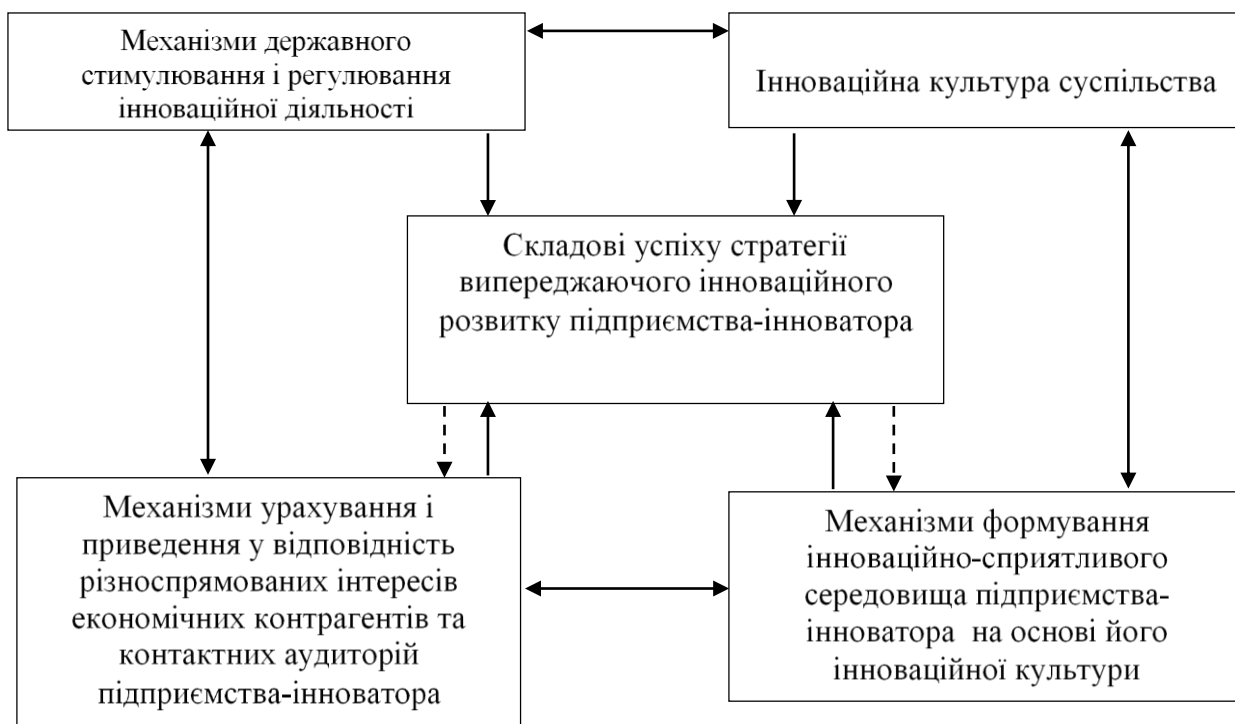 Механізми державного
стимулювання і регулювання
інноваційної діяльності
Інноваційна культура суспільства
Складові успіху стратегії
випереджаючого інноваційного
розвитку підприємства-інноватора
Механізми урахування і
приведення у відповідність
різноспрямованих інтересів
економічних контрагентів та
контактних аудиторій
підприємства-інноватора
Механізми формування
інноваційно-сприятливого
середовища підприємства-
інноватора на основі його
інноваційної культури